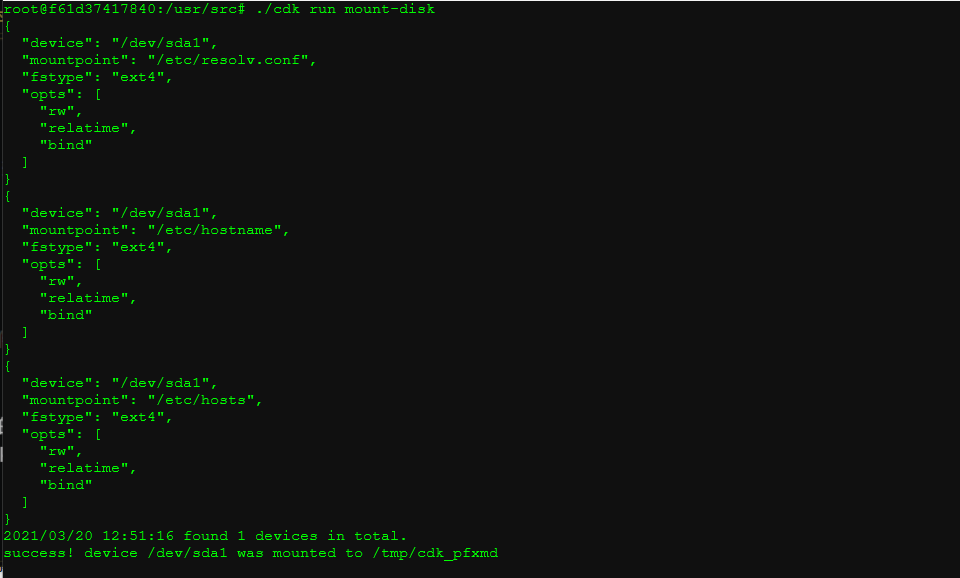 root@f61d37417840:/usr/src# ./cdk run mount-disk
{
  "device": "/dev/sda1",
  "mountpoint": "/etc/resolv.conf",
  "fstype": "ext4",
  "opts": [
    "rw",
    "relatime",
    "bind"
  ]
}
{
  "device": "/dev/sda1",
  "mountpoint": "/etc/hostname",
  "fstype": "ext4",
  "opts": [
    "rw",
    "relatime",
    "bind"
  ]
}
{
  "device": "/dev/sda1",
  "mountpoint": "/etc/hosts",
  "fstype": "ext4",
  "opts": [
    "rw",
    "relatime",
    "bind"
  ]
}
2021/03/20 12:51:16 found 1 devices in total.
success! device /dev/sda1 was mounted to /tmp/cdk_pfxmd